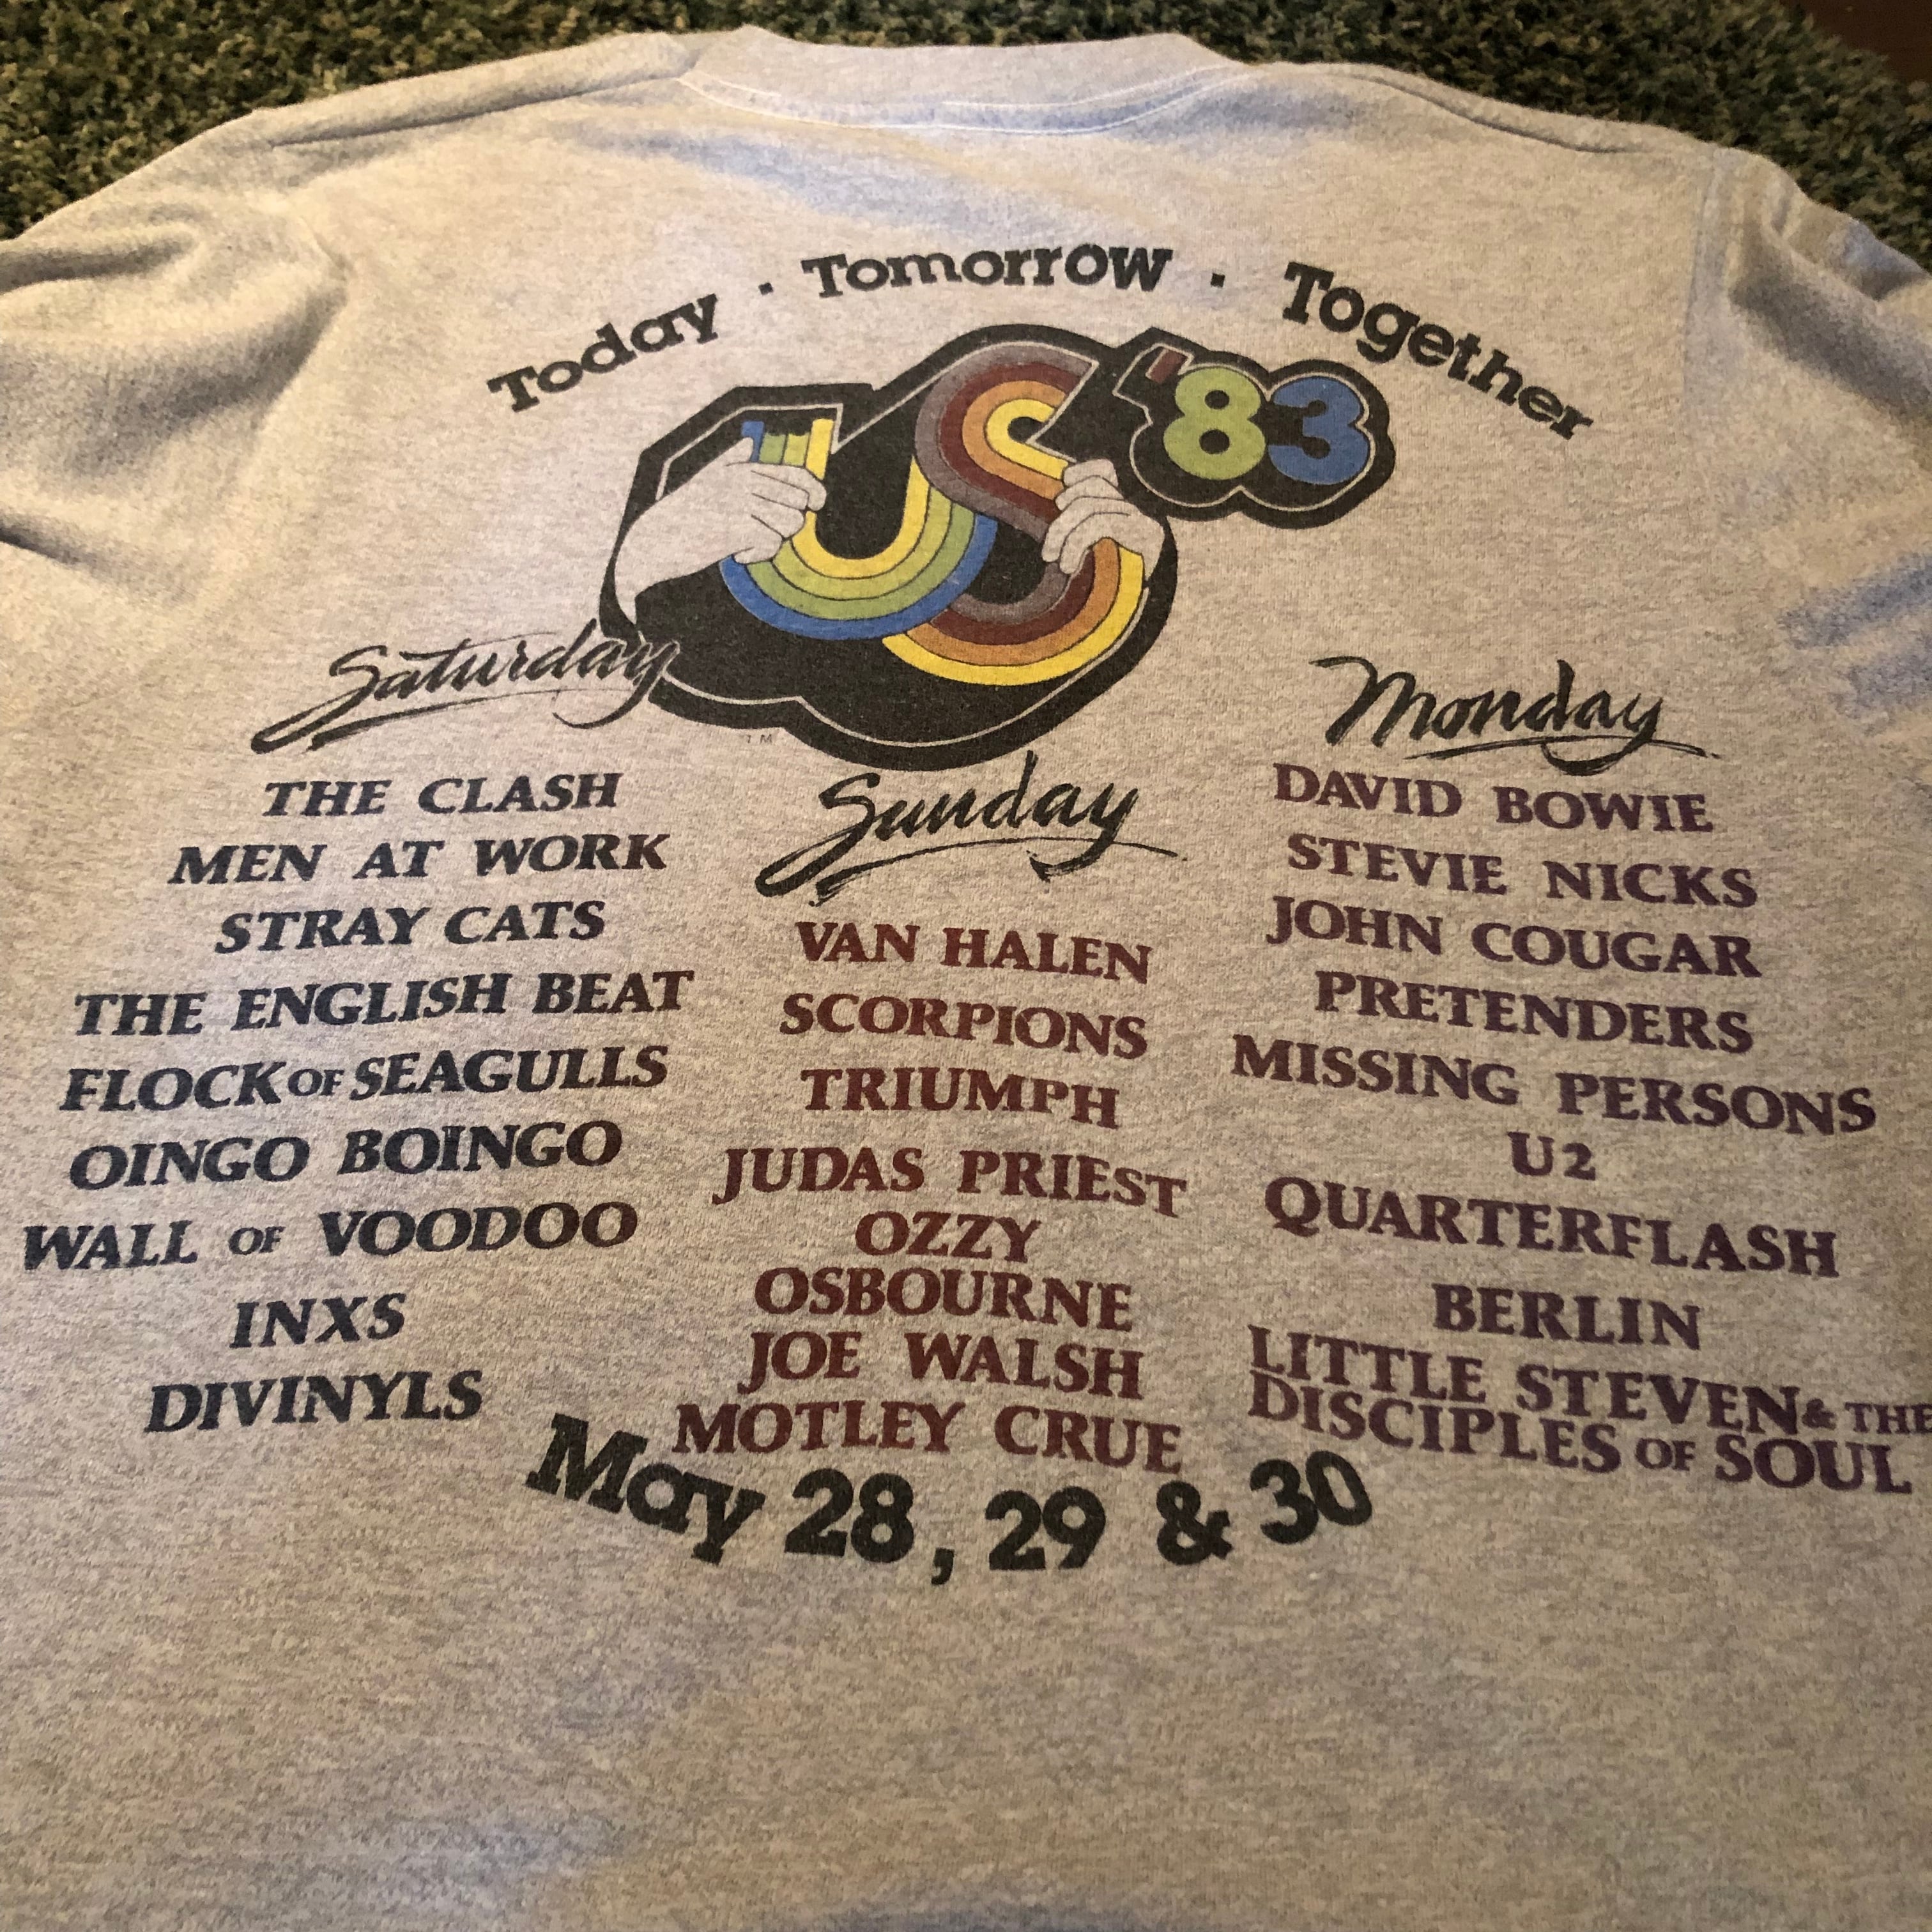 Today · Tomorrow · Together
US '83
TM
Saturday
THE CLASH
MEN AT WORK
STRAY CATS
THE ENGLISH BEAT
FLOCK OF SEAGULLS
OINGO BOINGO
WALL OF VOODOO
INXS
DIVINYLS
Sunday
VAN HALEN
SCORPIONS
TRIUMPH
JUDAS PRIEST
OZZY
OSBOURNE
JOE WALSH
MOTLEY CRUE
Monday
DAVID BOWIE
STEVIE NICKS
JOHN COUGAR
PRETENDERS
MISSING PERSONS
U2
QUARTERFLASH
BERLIN
LITTLE STEVEN & THE
DISCIPLES OF SOUL
May 28, 29 & 30